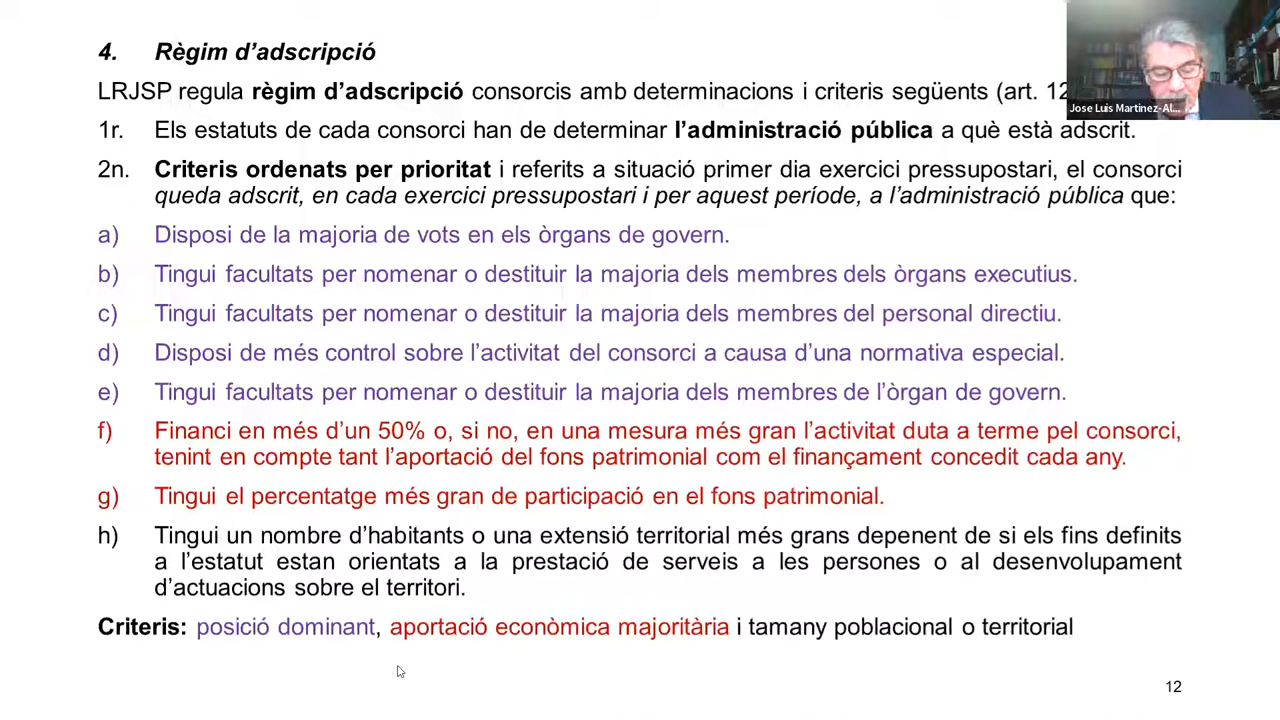 4. Règim d’adscripció
LRJSP regula règim d’adscripció consorcis amb determinacions i criteris següents (art. 12
Jose Luis Martinez-Al...
1r. Els estatuts de cada consorci han de determinar l’administració pública a què està adscrit.
2n. Criteris ordenats per prioritat i referits a situació primer dia exercici pressupostari, el consorci
queda adscrit, en cada exercici pressupostari i per aquest període, a l’administració pública que:
a) Disposi de la majoria de vots en els òrgans de govern.
b) Tingui facultats per nomenar o destituir la majoria dels membres dels òrgans executius.
c) Tingui facultats per nomenar o destituir la majoria dels membres del personal directiu.
d) Disposi de més control sobre l’activitat del consorci a causa d’una normativa especial.
e) Tingui facultats per nomenar o destituir la majoria dels membres de l’òrgan de govern.
f) Financi en més d’un 50% o, si no, en una mesura més gran l’activitat duta a terme pel consorci,
tenint en compte tant l’aportació del fons patrimonial com el finançament concedit cada any.
g) Tingui el percentatge més gran de participació en el fons patrimonial.
h) Tingui un nombre d’habitants o una extensió territorial més grans depenent de si els fins definits
a l’estatut estan orientats a la prestació de serveis a les persones o al desenvolupament
d’actuacions sobre el territori.
Criteris: posició dominant, aportació econòmica majoritària i tamany poblacional o territorial
12